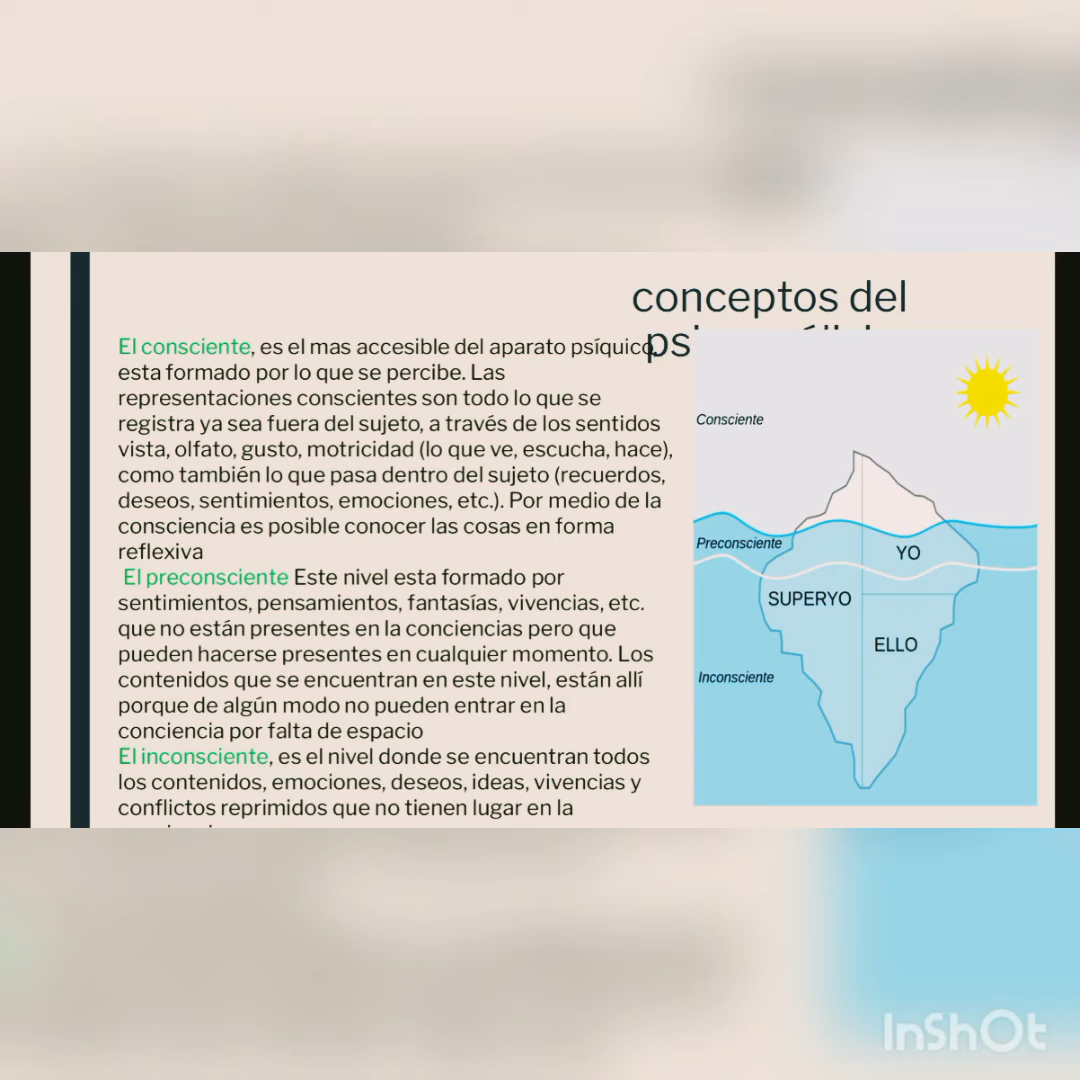 conceptos del
El consciente, es el mas accesible del aparato psíquico,
esta formado por lo que se percibe. Las
representaciones conscientes son todo lo que se
registra ya sea fuera del sujeto, a través de los sentidos
vista, olfato, gusto, motricidad (lo que ve, escucha, hace),
como también lo que pasa dentro del sujeto (recuerdos,
deseos, sentimientos, emociones, etc.). Por medio de la
consciencia es posible conocer las cosas en forma
reflexiva
El preconsciente Este nivel esta formado por
sentimientos, pensamientos, fantasías, vivencias, etc.
que no están presentes en la conciencias pero que
pueden hacerse presentes en cualquier momento. Los
contenidos que se encuentran en este nivel, están allí
porque de algún modo no pueden entrar en la
conciencia por falta de espacio
El inconsciente, es el nivel donde se encuentran todos
los contenidos, emociones, deseos, ideas, vivencias y
conflictos reprimidos que no tienen lugar en la
Consciente
Preconsciente
YO
SUPERYO
ELLO
Inconsciente
InShOt